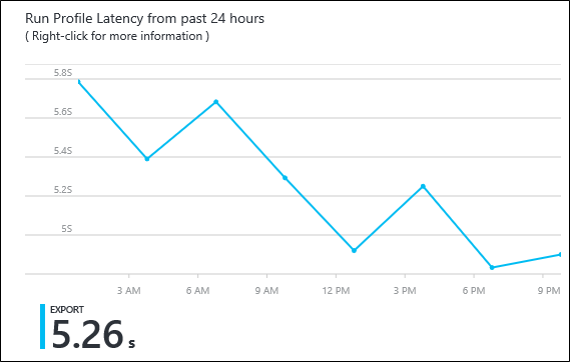 Run Profile Latency from past 24 hours
( Right-click for more information )
5.8S
5.6S
5.4S
5.2S
5S
3 AM 6 AM 9 AM 12 PM 3 PM 6 PM 9 PM
EXPORT
5.26 s